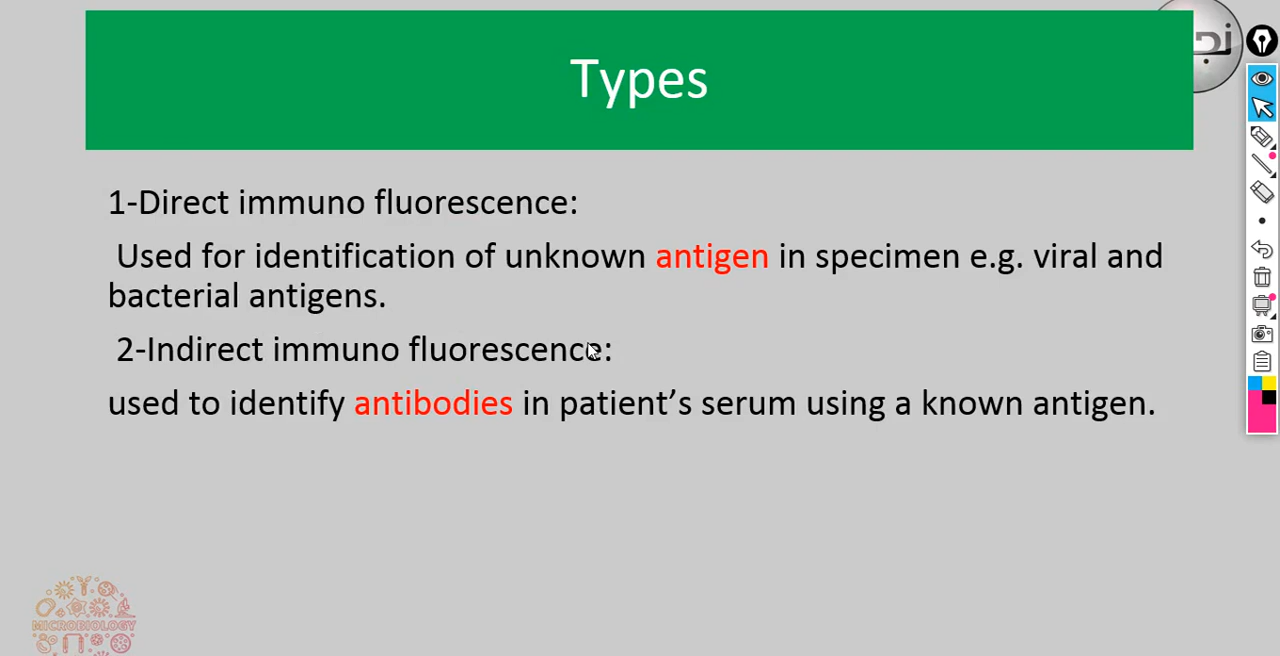 Types
1-Direct immuno fluorescence:
Used for identification of unknown antigen in specimen e.g. viral and
bacterial antigens.
2-Indirect immuno fluorescence:
used to identify antibodies in patient’s serum using a known antigen.
MICROBIOLOGY